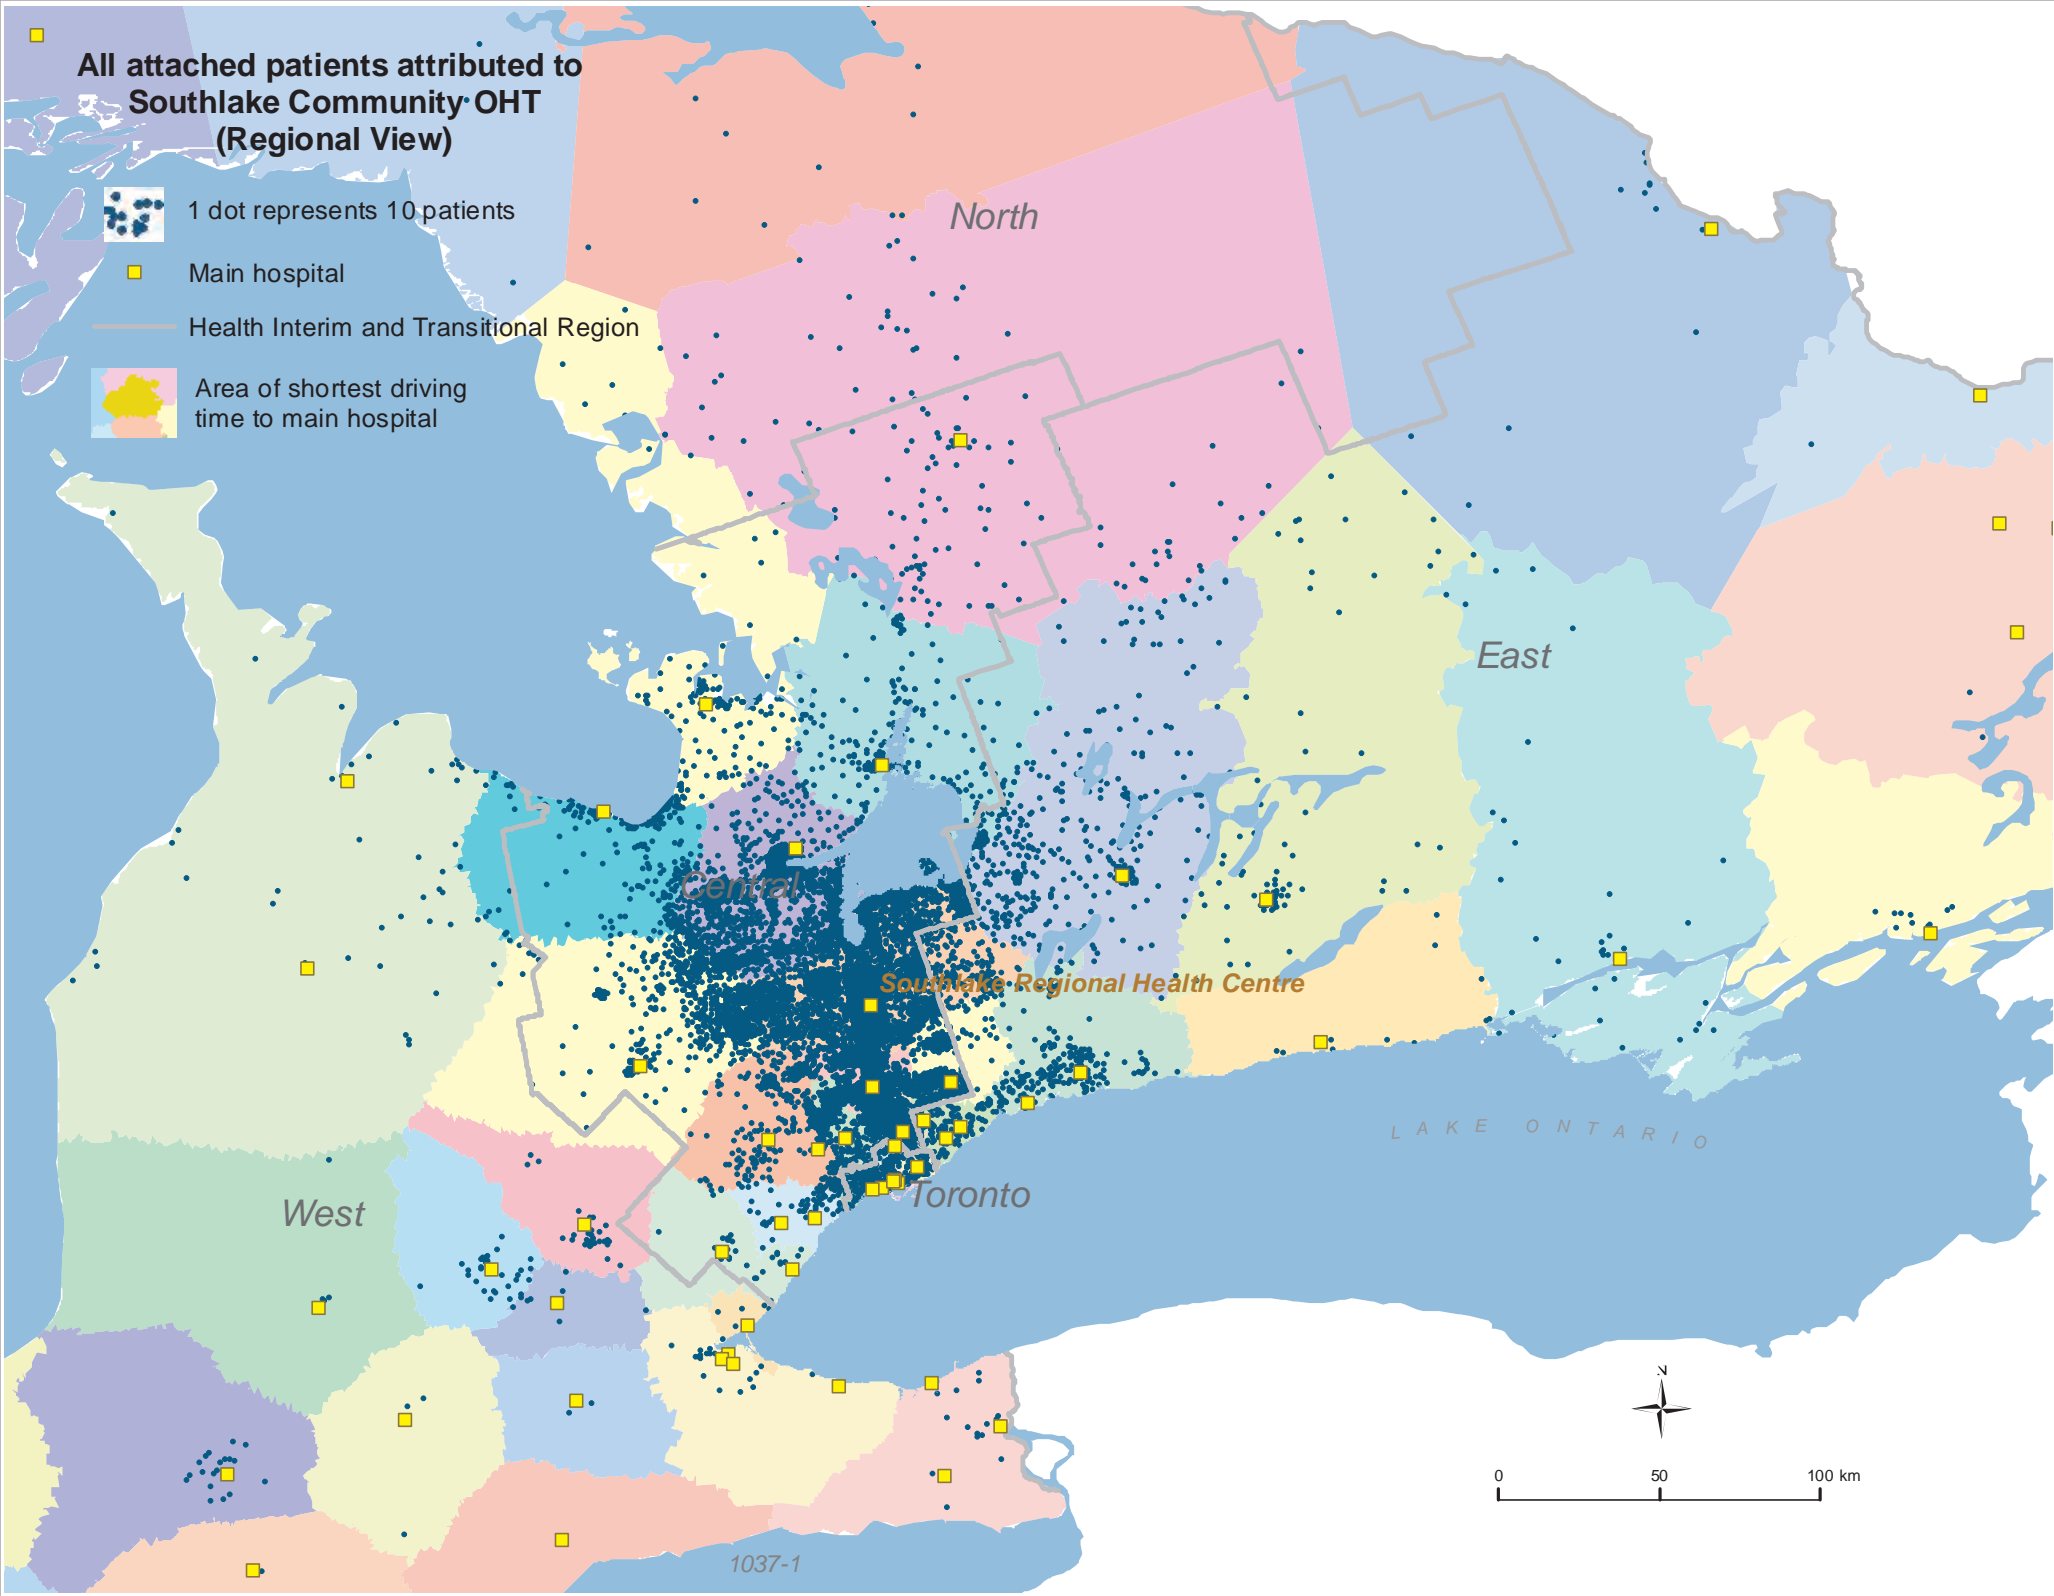 All attached patients attributed to
Southlake Community OHT
(Regional View)
1 dot represents 10 patients
Main hospital
Health Interim and Transitional Region
Area of shortest driving
time to main hospital
North
East
Central
Southlake Regional Health Centre
LAKE ONTARIO
Toronto
West
N
0 50 100 km
1037-1